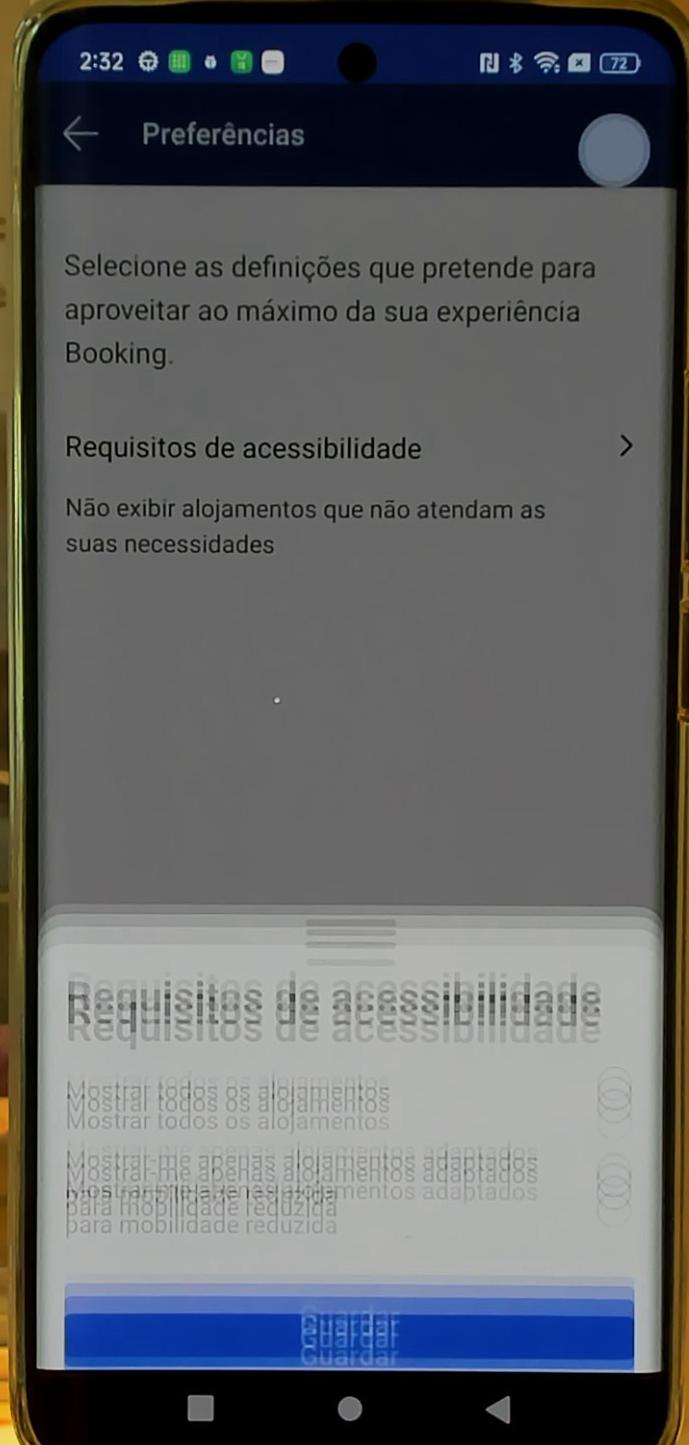 2:32
72
Preferências
Selecione as definições que pretende para
aproveitar ao máximo da sua experiência
Booking.
Requisitos de acessibilidade
Não exibir alojamentos que não atendam as
suas necessidades
Requisitos de acessibilidade
Mostrar todos os alojamentos
Mostrar-me apenas alojamentos adaptados
para mobilidade reduzida
Guardar